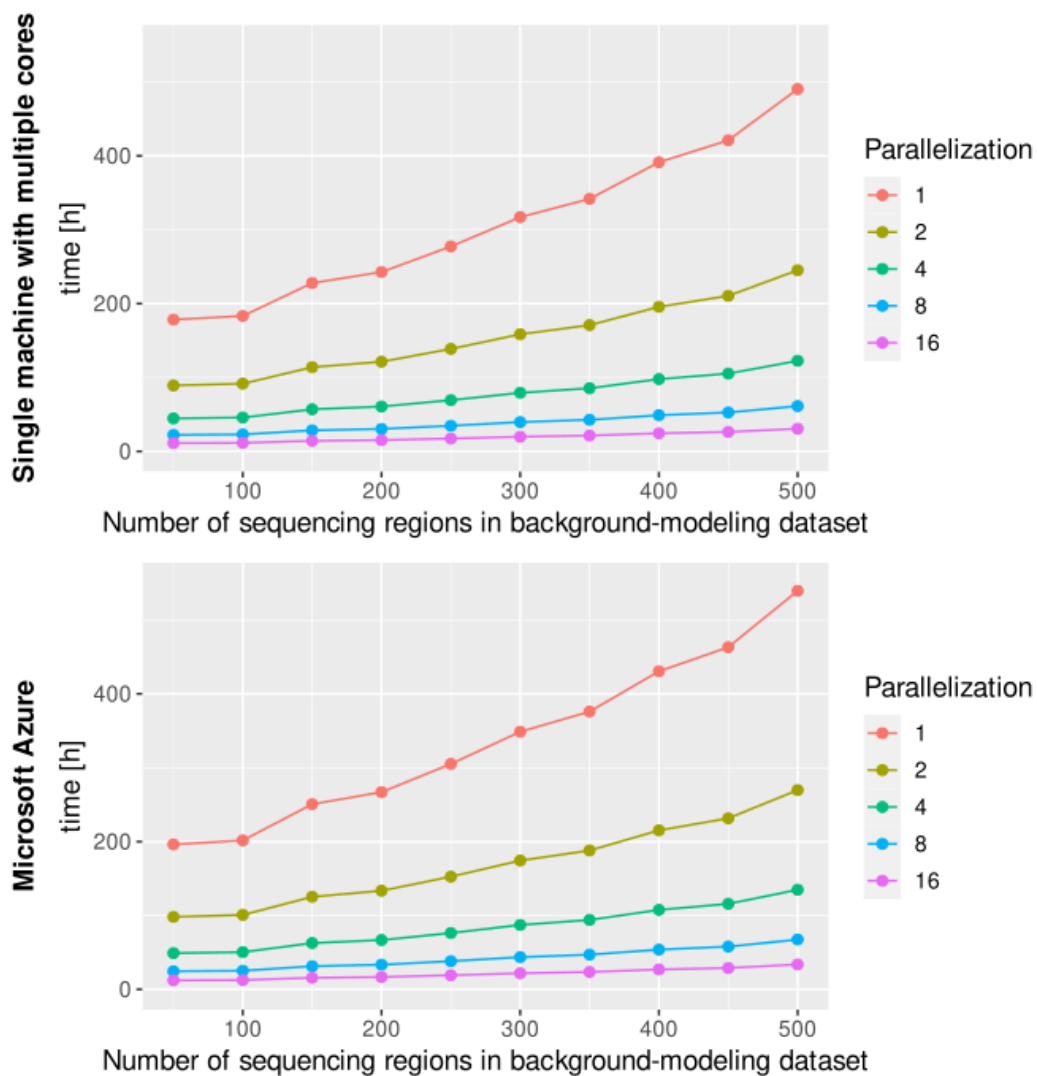 Single machine with multiple cores
time [h]
400
200
0
100 200 300 400 500
Number of sequencing regions in background-modeling dataset
Parallelization
1
2
4
8
16
Microsoft Azure
time [h]
400
200
0
100 200 300 400 500
Number of sequencing regions in background-modeling dataset
Parallelization
1
2
4
8
16